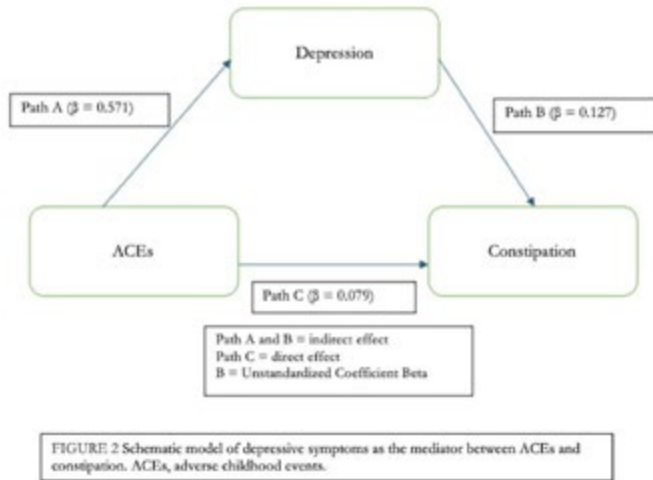 Depression
Path A (β = 0.571)
Path B (β = 0.127)
ACEs
Constipation
Path C (β = 0.079)
Path A and B = indirect effect
Path C = direct effect
B = Unstandardized Coefficient Beta
FIGURE 2 Schematic model of depressive symptoms as the mediator between ACEs and
constipation. ACEs, adverse childhood events.